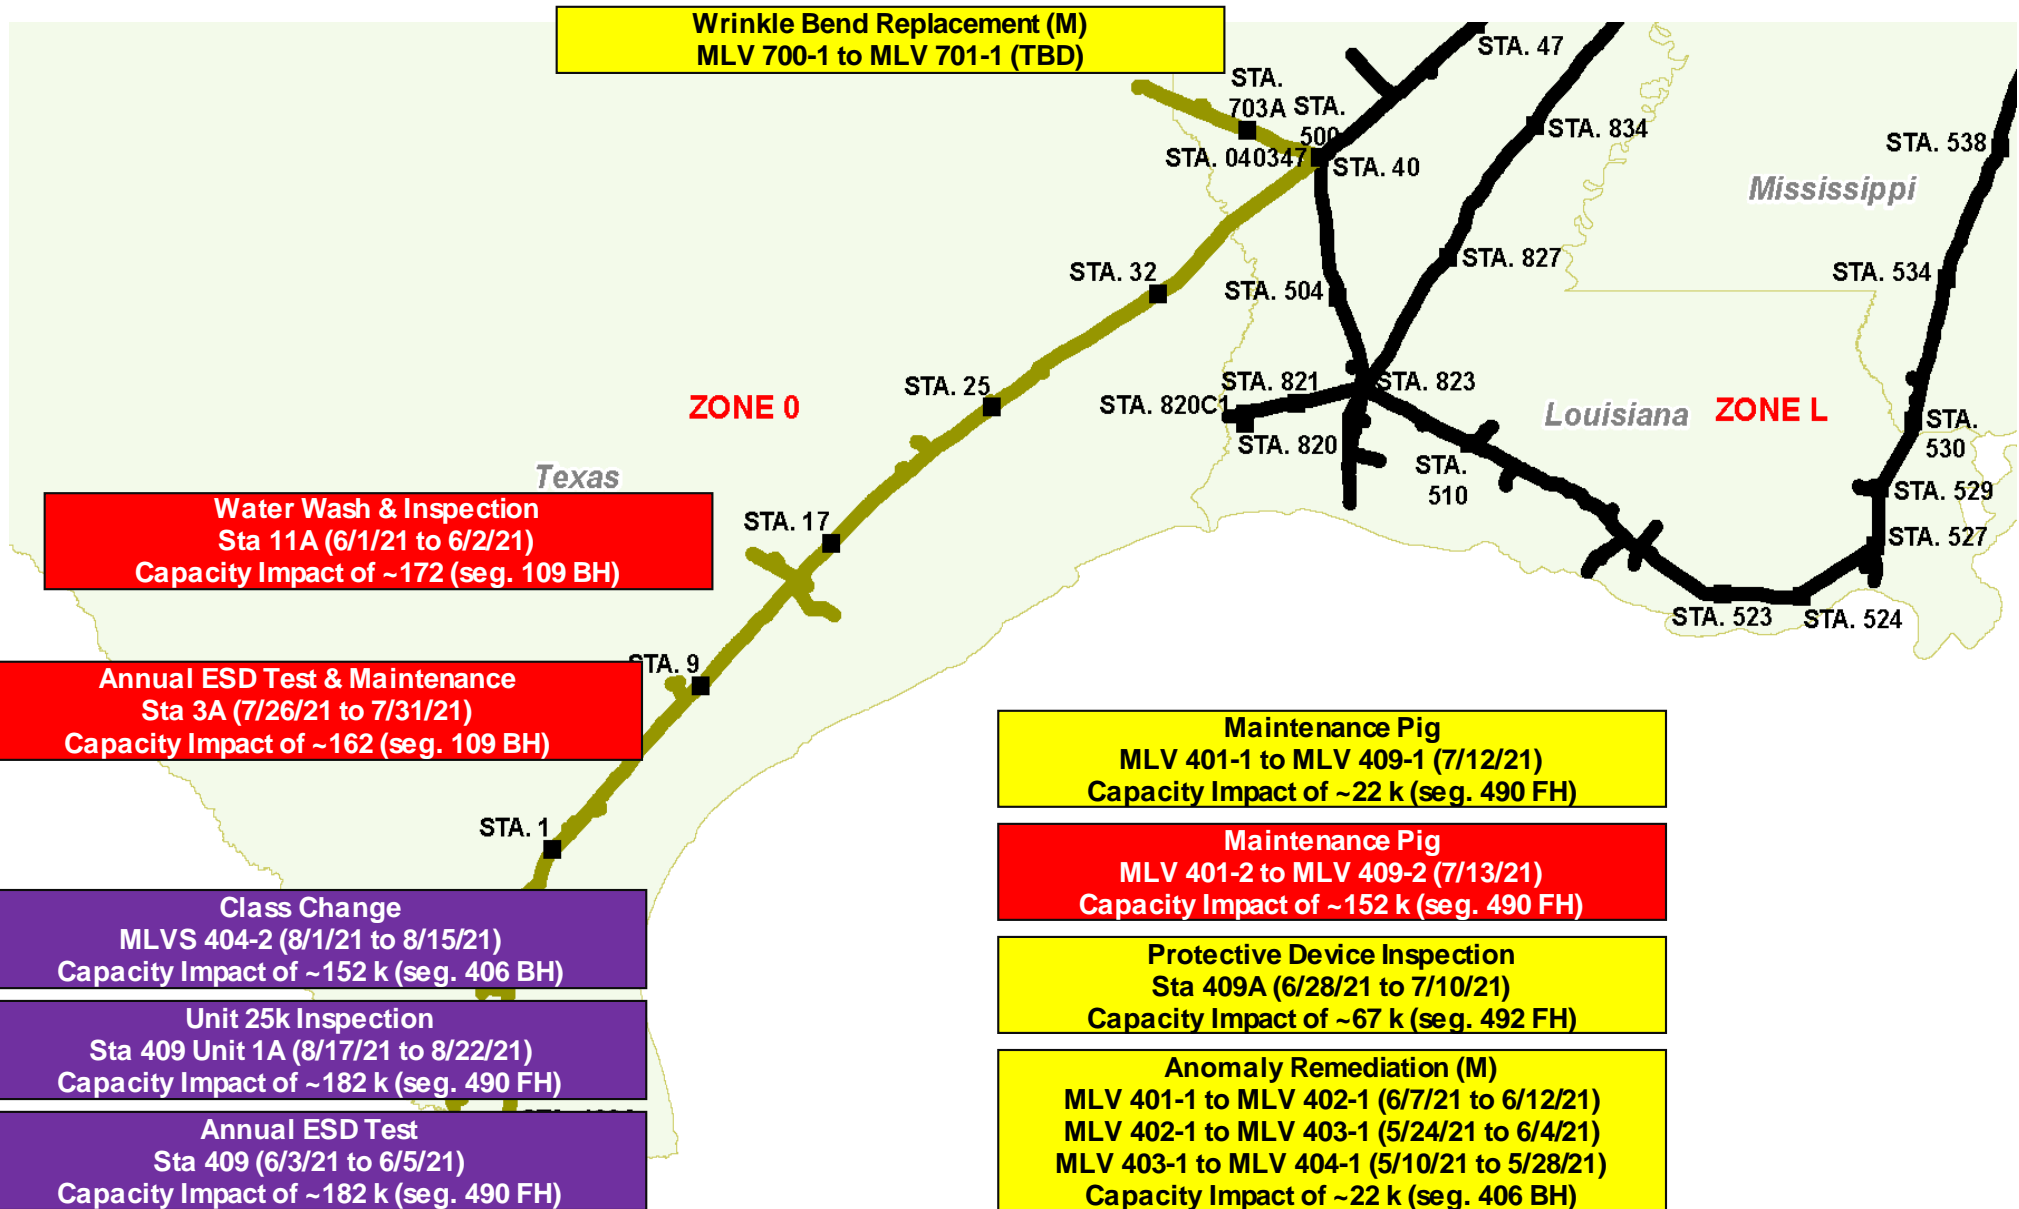 Wrinkle Bend Replacement (M)
MLV 700-1 to MLV 701-1 (TBD)
STA. 47
STA.
703A
STA.
500
STA. 834
STA. 040347
STA. 40
STA. 538
Mississippi
STA. 32
STA. 504
STA. 827
STA. 534
STA. 25
ZONE 0
STA. 821
STA. 823
STA. 820C1
STA. 820
Louisiana
ZONE L
STA.
530
STA.
510
STA. 529
STA. 527
Texas
STA. 17
STA. 523
STA. 524
Water Wash & Inspection
Sta 11A (6/1/21 to 6/2/21)
Capacity Impact of ~172 (seg. 109 BH)
STA. 9
Annual ESD Test & Maintenance
Sta 3A (7/26/21 to 7/31/21)
Capacity Impact of ~162 (seg. 109 BH)
STA. 1
Class Change
MLVS 404-2 (8/1/21 to 8/15/21)
Capacity Impact of ~152 k (seg. 406 BH)
Unit 25k Inspection
Sta 409 Unit 1A (8/17/21 to 8/22/21)
Capacity Impact of ~182 k (seg. 490 FH)
Annual ESD Test
Sta 409 (6/3/21 to 6/5/21)
Capacity Impact of ~182 k (seg. 490 FH)
Maintenance Pig
MLV 401-1 to MLV 409-1 (7/12/21)
Capacity Impact of ~22 k (seg. 490 FH)
Maintenance Pig
MLV 401-2 to MLV 409-2 (7/13/21)
Capacity Impact of ~152 k (seg. 490 FH)
Protective Device Inspection
Sta 409A (6/28/21 to 7/10/21)
Capacity Impact of ~67 k (seg. 492 FH)
Anomaly Remediation (M)
MLV 401-1 to MLV 402-1 (6/7/21 to 6/12/21)
MLV 402-1 to MLV 403-1 (5/24/21 to 6/4/21)
MLV 403-1 to MLV 404-1 (5/10/21 to 5/28/21)
Capacity Impact of ~22 k (seg. 406 BH)